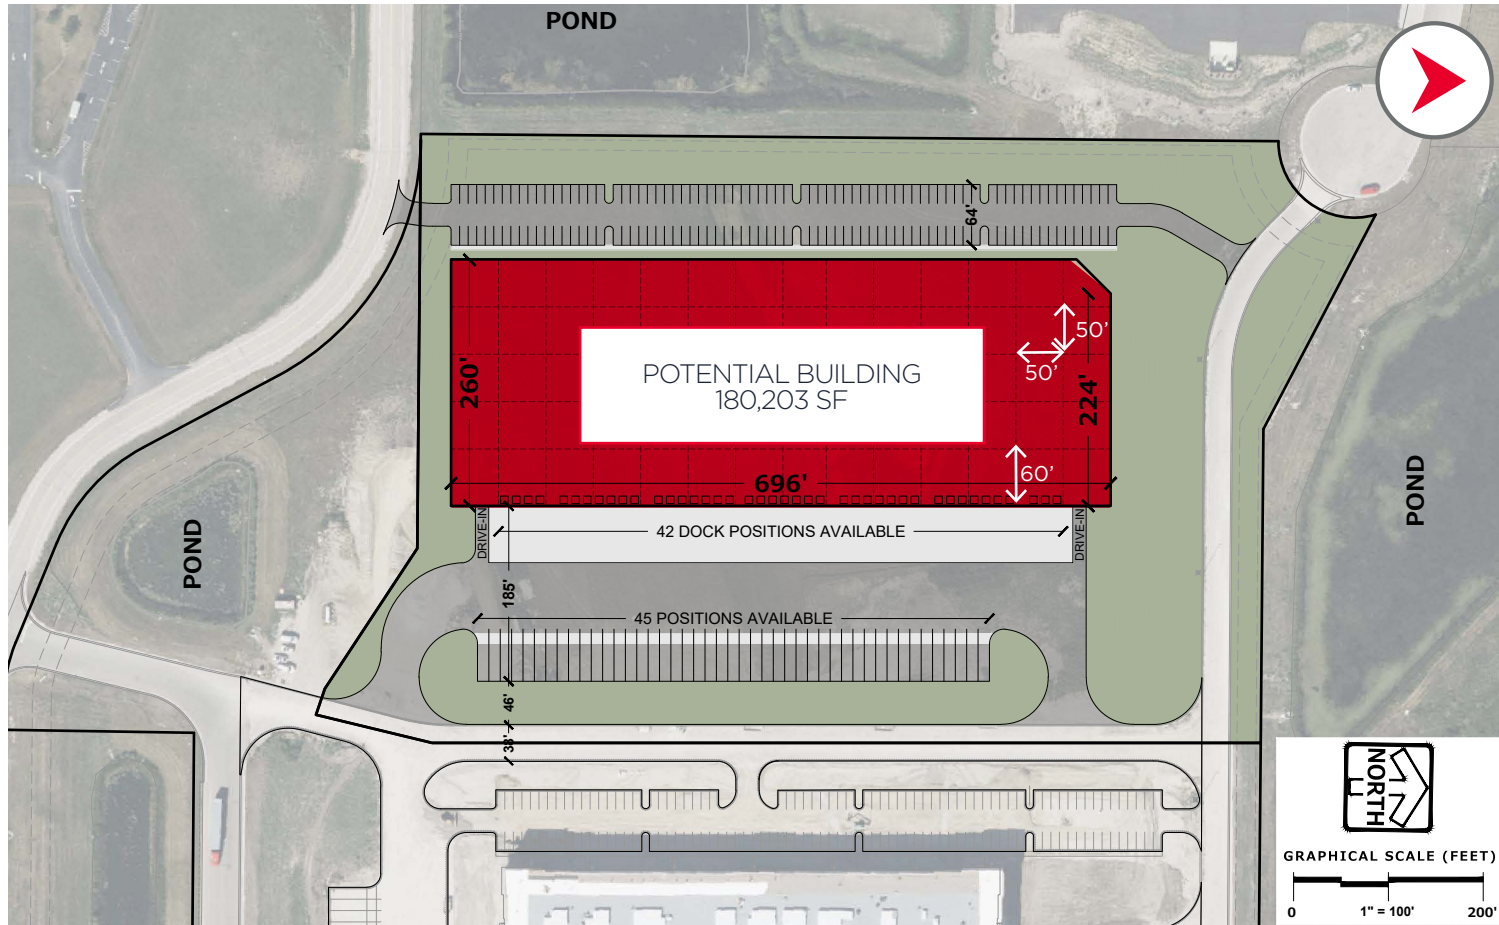 POND
64'
50'
50'
POTENTIAL BUILDING
180,203 SF
260'
224'
60'
696'
DRIVE-IN
42 DOCK POSITIONS AVAILABLE
DRIVE-IN
POND
POND
185'
45 POSITIONS AVAILABLE
46'
38'
NORTH
GRAPHICAL SCALE (FEET)
0
1" = 100'
200'